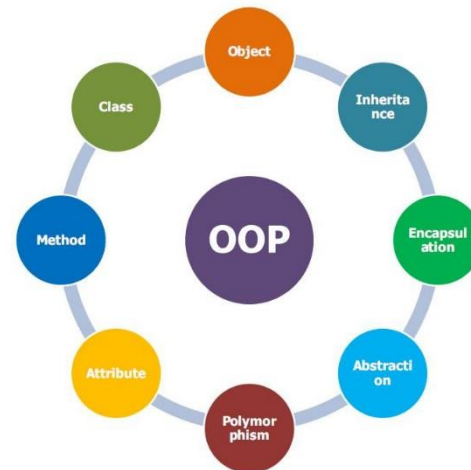 Object
Inherita
nce
Encapsul
ation
Abstracti
on
Polymor
phism
Attribute
Method
Class
OOP